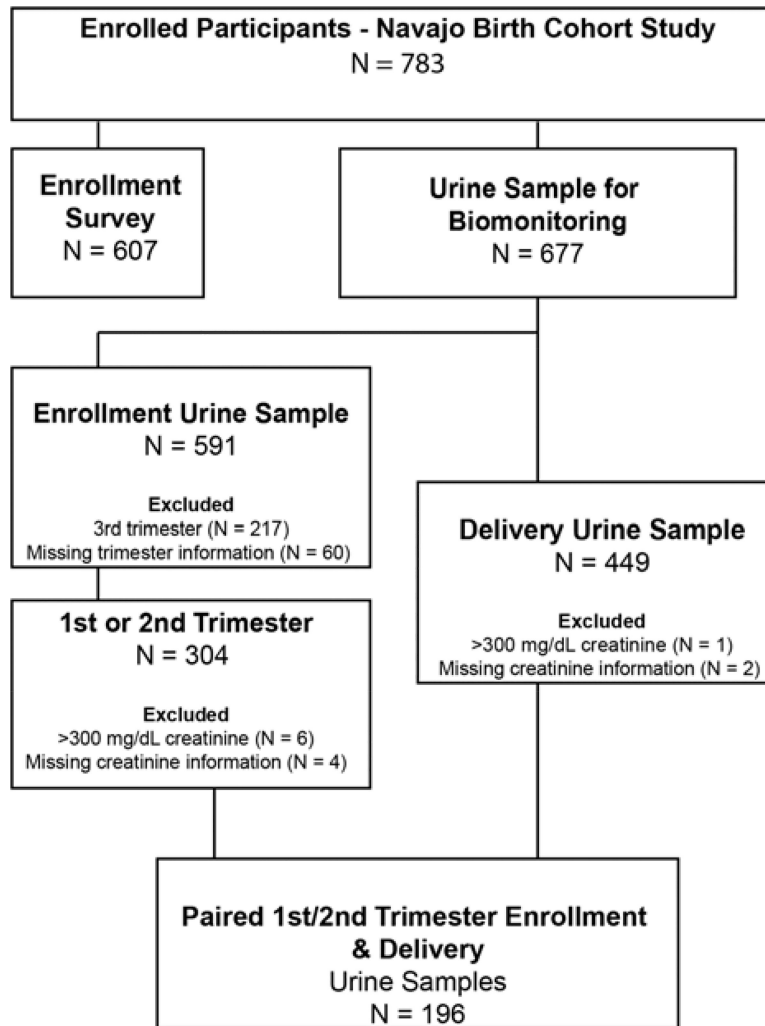 Enrolled Participants - Navajo Birth Cohort Study
N = 783
Enrollment
Survey
N = 607
Urine Sample for
Biomonitoring
N = 677
Enrollment Urine Sample
N = 591
Excluded
3rd trimester (N = 217)
Missing trimester information (N = 60)
Delivery Urine Sample
N = 449
Excluded
>300 mg/dL creatinine (N = 1)
Missing creatinine information (N = 2)
1st or 2nd Trimester
N = 304
Excluded
>300 mg/dL creatinine (N = 6)
Missing creatinine information (N = 4)
Paired 1st/2nd Trimester Enrollment
& Delivery
Urine Samples
N = 196